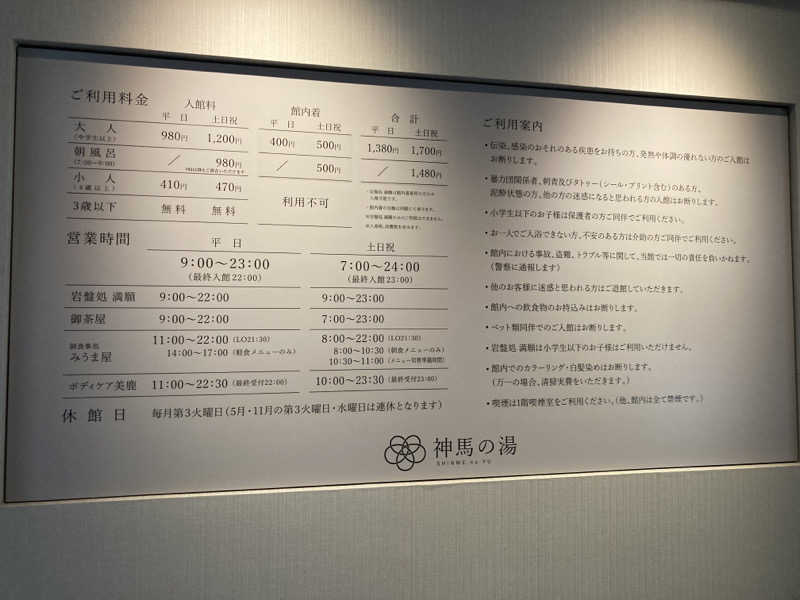 ご利用料金
入館料 館内着 合計
平日 土日祝 平日 土日祝 平日 土日祝
大人 980円 1,200円 400円 500円 1,380円 1,700円
(中学生以上)
朝風呂 / 980円 / 500円 / 1,480円
(7:00〜9:00)
小人 410円 470円 利用不可
(4歳以上)
3歳以下 無料 無料
営業時間
平日 土日祝
9:00〜23:00 7:00〜24:00
(最終入館22:00) (最終入館23:00)
岩盤処 満願 9:00〜22:00 9:00〜23:00
御茶屋 9:00〜22:00 7:00〜23:00
御食事処 11:00〜22:00(LO21:30) 8:00〜22:00(LO21:30)
みうま屋 14:00〜17:00(軽食メニューのみ) 8:00〜10:30(朝食メニューのみ)
10:30〜11:00(メニュー切替準備時間)
ボディケア美鹿 11:00〜22:30(最終受付22:00) 10:00〜23:30(最終受付23:00)
休館日 毎月第3火曜日(5月・11月の第3火曜日・水曜日は連休となります)
ご利用案内
・伝染、感染のおそれのある疾患をお持ちの方、発熱や体調の優れない方のご入館は
お断りします。
・暴力団関係者、刺青及びタトゥー(シール・プリント含む)のある方、
泥酔状態の方、他の方の迷惑になると思われる方の入館はお断りします。
・小学生以下のお子様は保護者の方ご同伴でご利用ください。
・お一人でご入浴できない方、不安のある方は介助の方ご同伴でご利用ください。
・館内における事故、盗難、トラブル等に関して、当館では一切の責任を負いかねます。
(警察に通報します)
・他のお客様に迷惑と思われる方はご退館していただきます。
・館内への飲食物のお持込みはお断りします。
・ペット類同伴でのご入館はお断りします。
・岩盤処 満願は小学生以下のお子様はご利用いただけません。
・館内でのカラーリング・白髪染めはお断りします。
(万一の場合、清掃実費をいただきます。)
・喫煙は1階喫煙室をご利用ください。(他、館内は全て禁煙です。)
神馬の湯
SHINME no YU